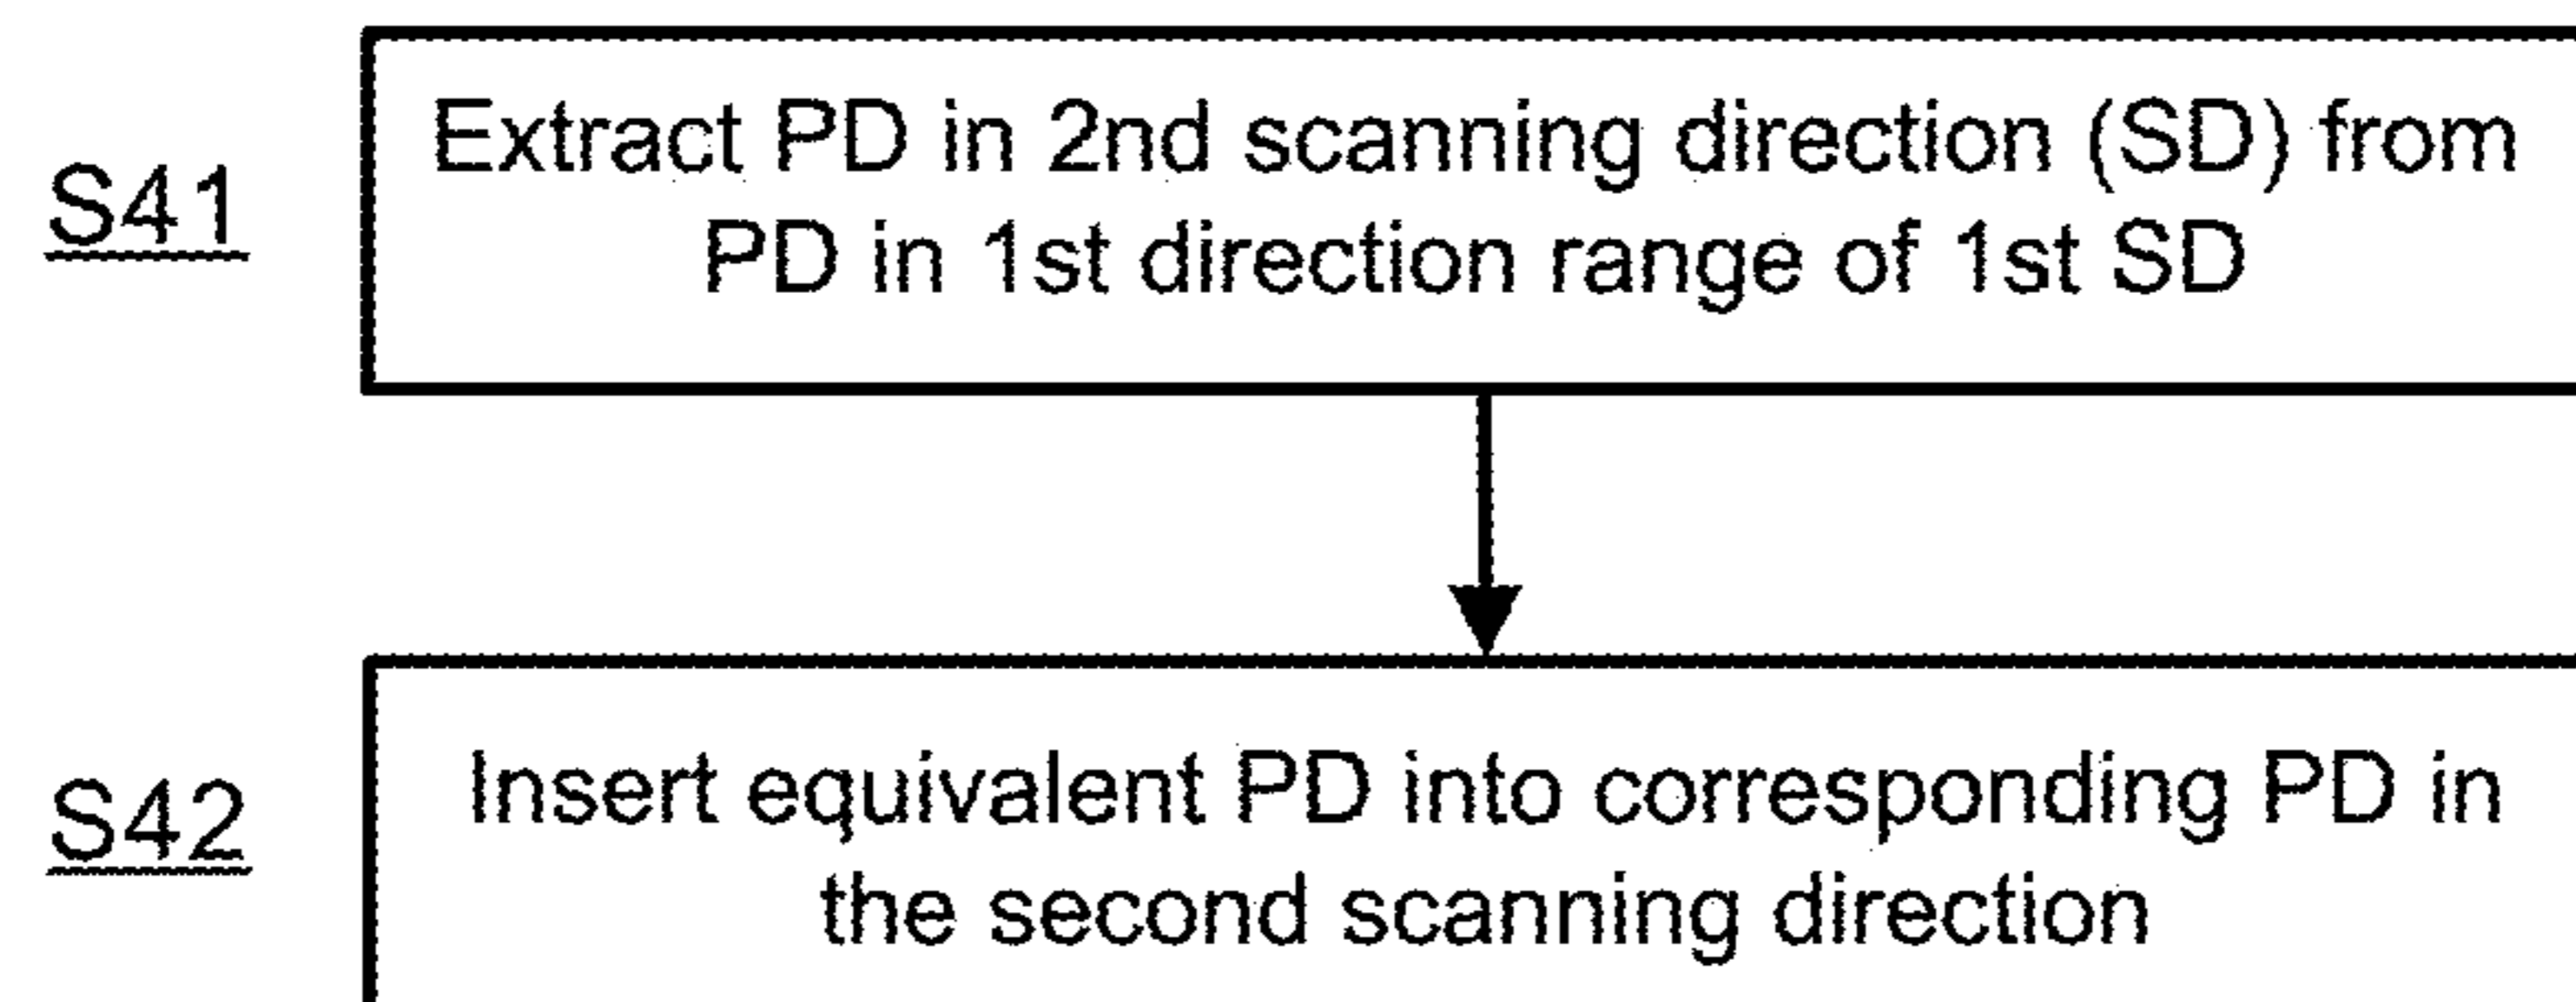 S41
Extract PD in 2nd scanning direction (SD) from
PD in 1st direction range of 1st SD
S42
Insert equivalent PD into corresponding PD in
the second scanning direction